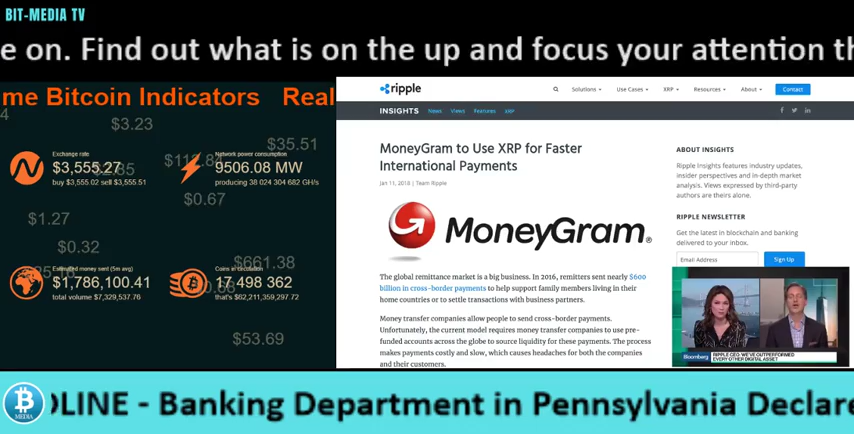 BIT-MEDIA TV
e on. Find out what is on the up and focus your attention th
me Bitcoin Indicators Real
$3.23
$35.51
Exchange rate
$3,555.27
buy $3,555.02 sell $3,555.51
Network power consumption
9506.08 MW
producing 38 024 304 682 GH/s
$0.67
$1.27
$0.32
$661.38
Estimated money sent (5m avg)
$1,786,100.41
total volume $7,329,537.76
Coins in circulation
17 498 362
that's $62,211,359,297.72
$53.69
ripple
Solutions
Use Cases
XRP
Resources
About
Contact
INSIGHTS
News
Views
Features
XRP
MoneyGram to Use XRP for Faster
International Payments
Jan 11, 2018 | Team Ripple
MoneyGram®
The global remittance market is a big business. In 2016, remitters sent nearly $600
billion in cross-border payments to help support family members living in their
home countries or to settle transactions with business partners.
Money transfer companies allow people to send cross-border payments.
Unfortunately, the current model requires money transfer companies to use pre-
funded accounts across the globe to source liquidity for these payments. The process
makes payments costly and slow, which causes headaches for both the companies
and their customers.
ABOUT INSIGHTS
Ripple Insights features industry updates,
insider perspectives and in-depth market
analysis. Views expressed by third-party
authors are theirs alone.
RIPPLE NEWSLETTER
Get the latest in blockchain and banking
delivered to your inbox.
Email Address
Sign Up
Bloomberg
RIPPLE CEO: WE'VE OUTPERFORMED
EVERY OTHER DIGITAL ASSET
MEDIA
DLINE - Banking Department in Pennsylvania Declare